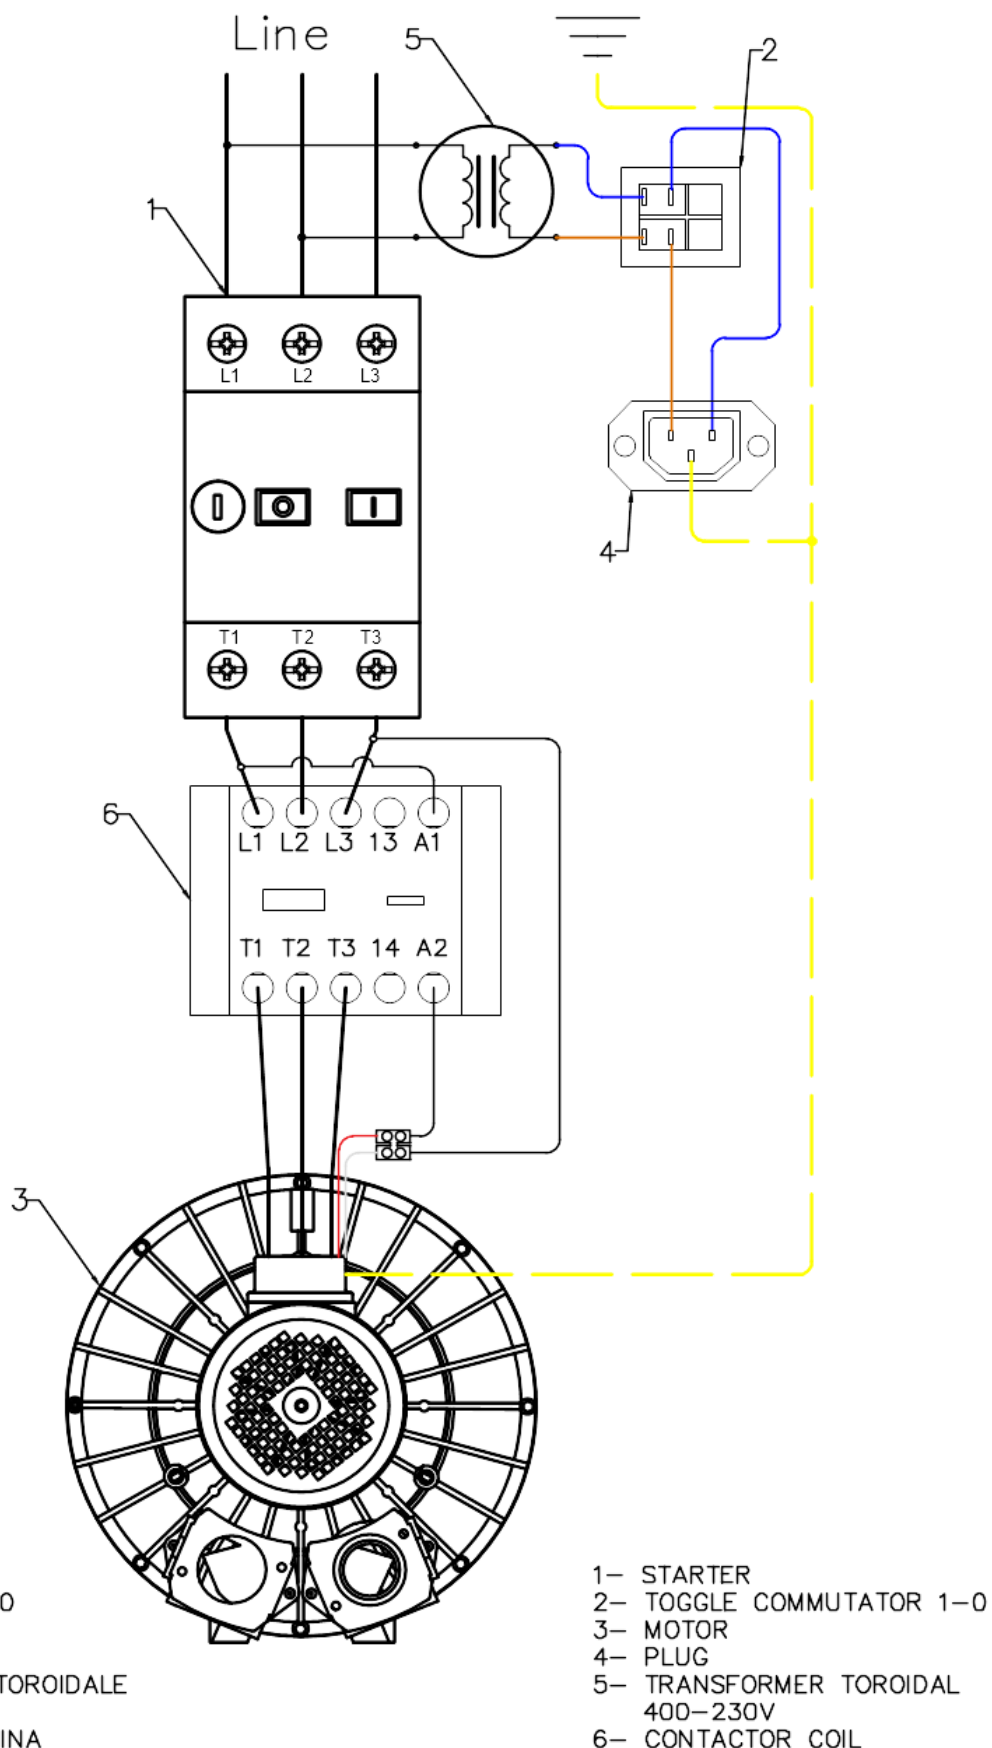 Line
5
2
1
L1 L2 L3
4
T1 T2 T3
6
L1 L2 L3 13 A1
T1 T2 T3 14 A2
3
O
TOROIDALE
INA
1- STARTER
2- TOGGLE COMMUTATOR 1-0
3- MOTOR
4- PLUG
5- TRANSFORMER TOROIDAL
400-230V
6- CONTACTOR COIL